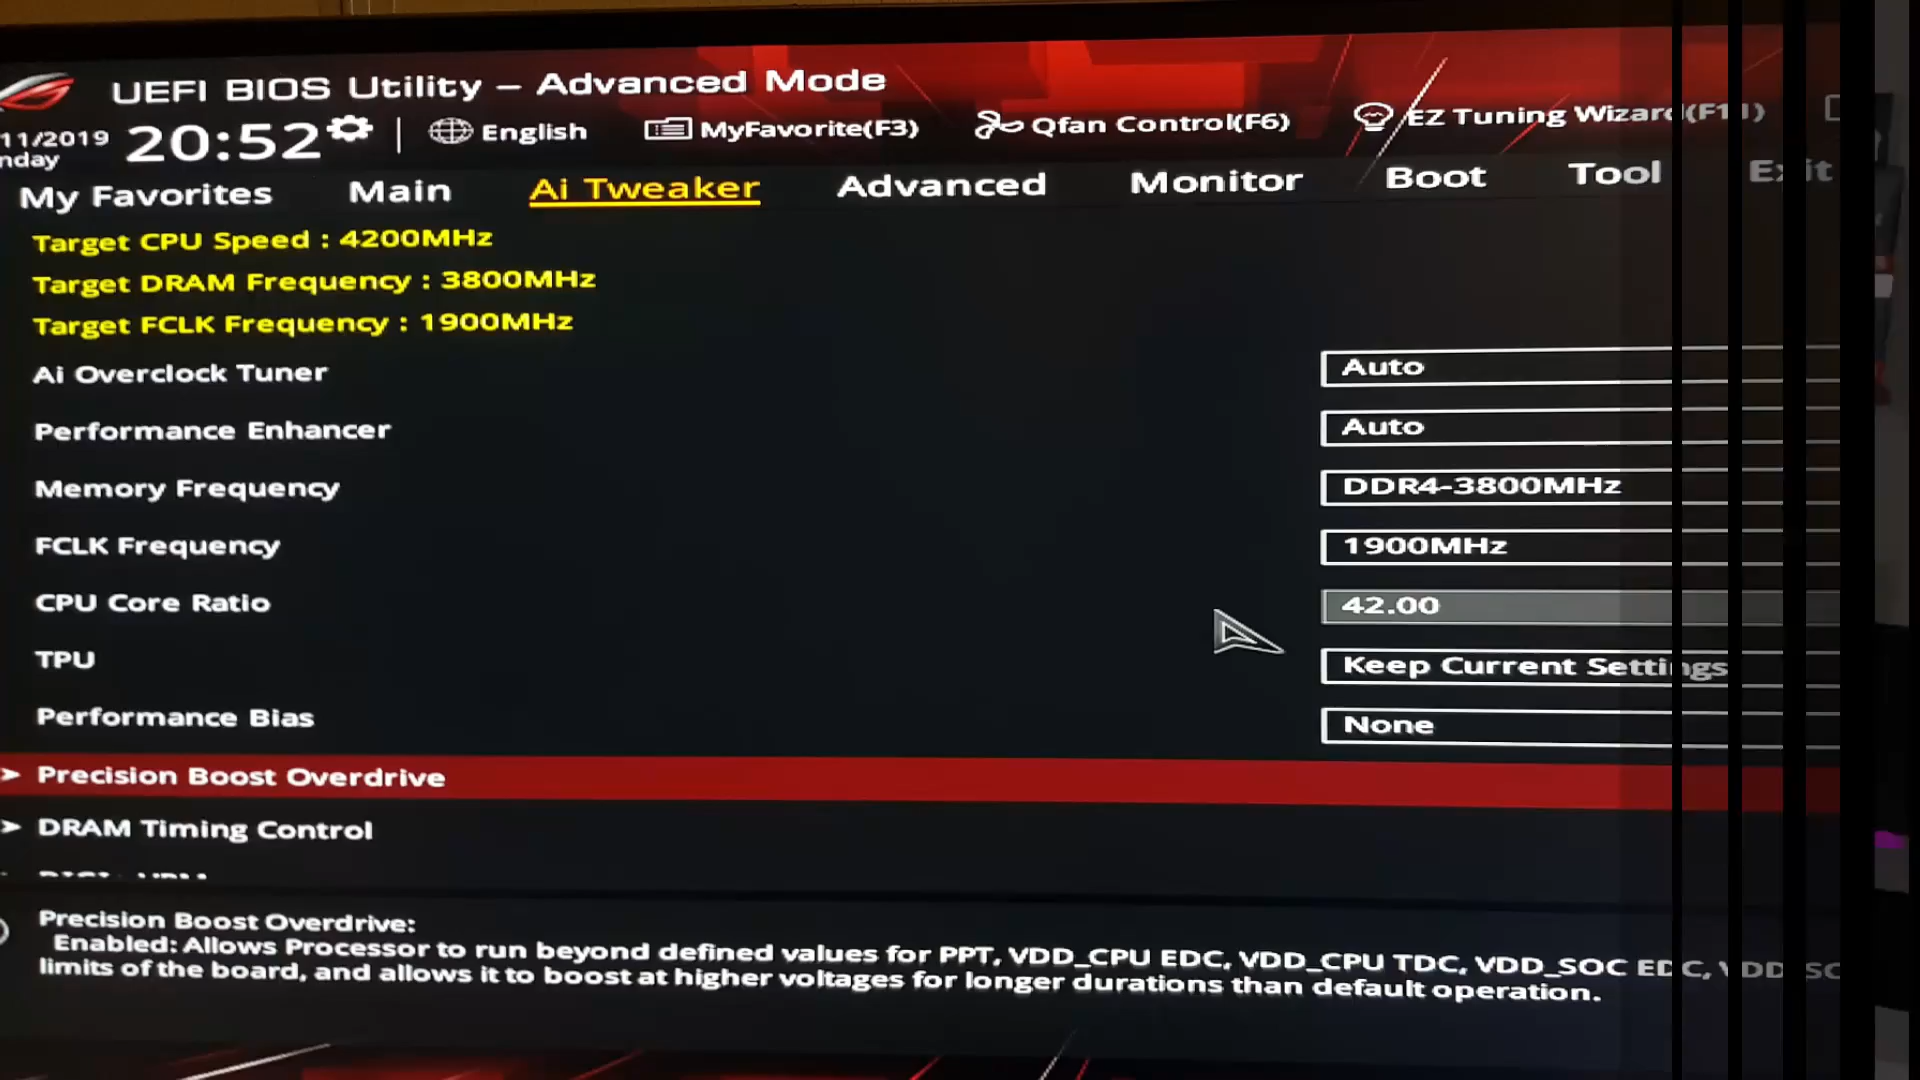 UEFI BIOS Utility – Advanced Mode
11/2019
20:52
English
MyFavorite(F3)
Qfan Control(F6)
EZ Tuning Wizard(F11)
My Favorites
Main
Ai Tweaker
Advanced
Monitor
Boot
Tool
Exit
Target CPU Speed : 4200MHz
Target DRAM Frequency : 3800MHz
Target FCLK Frequency : 1900MHz
Ai Overclock Tuner
Auto
Performance Enhancer
Auto
Memory Frequency
DDR4-3800MHz
FCLK Frequency
1900MHz
CPU Core Ratio
42.00
TPU
Keep Current Settings
Performance Bias
None
Precision Boost Overdrive
DRAM Timing Control
Precision Boost Overdrive:
Enabled: Allows Processor to run beyond defined values for PPT, VDD_CPU EDC, VDD_CPU TDC, VDD_SOC EDC,
limits of the board, and allows it to boost at higher voltages for longer durations than default operation.